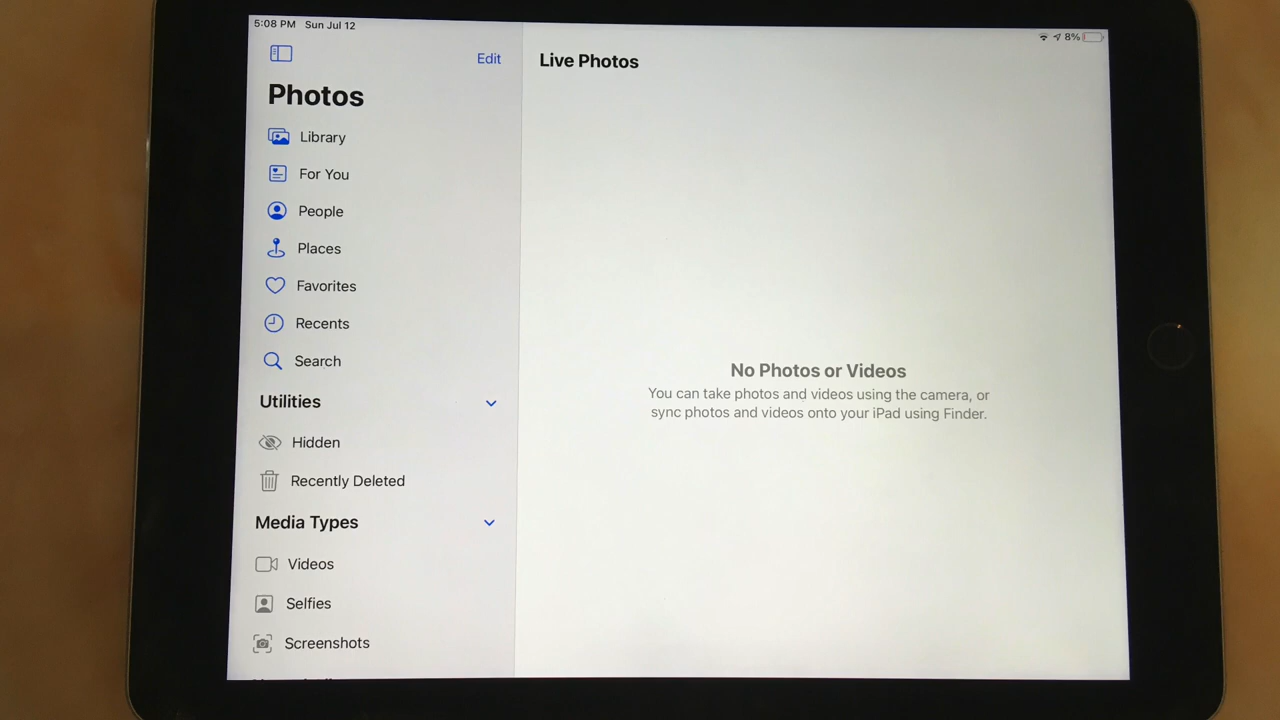 5:08 PM Sun Jul 12
8%
Edit
Photos
Library
For You
People
Places
Favorites
Recents
Search
Utilities
Hidden
Recently Deleted
Media Types
Videos
Selfies
Screenshots
Live Photos
No Photos or Videos
You can take photos and videos using the camera, or
sync photos and videos onto your iPad using Finder.